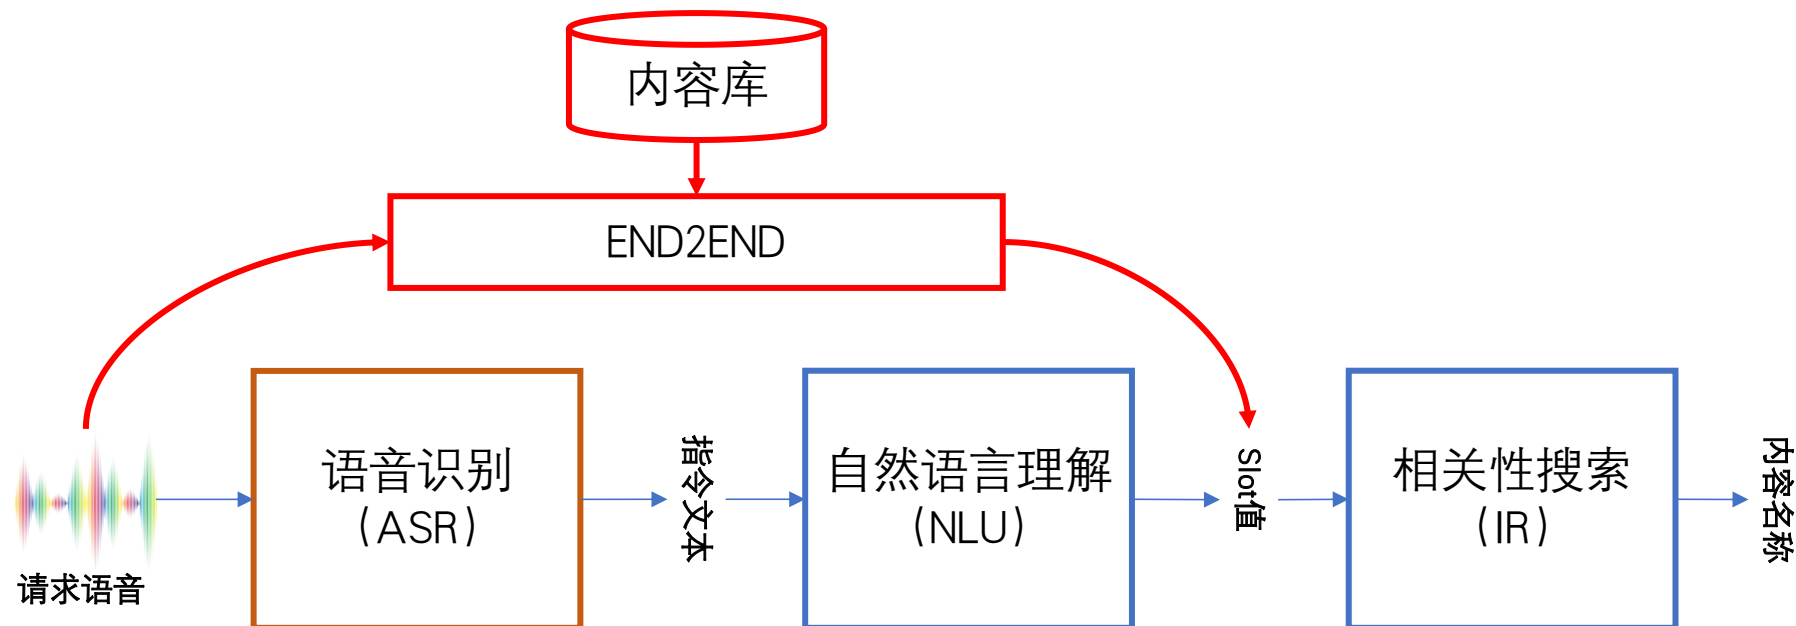 内容库
END2END
语音识别
(ASR)
指令文本
自然语言理解
(NLU)
Slot值
相关性搜索
(IR)
内容名称
请求语音